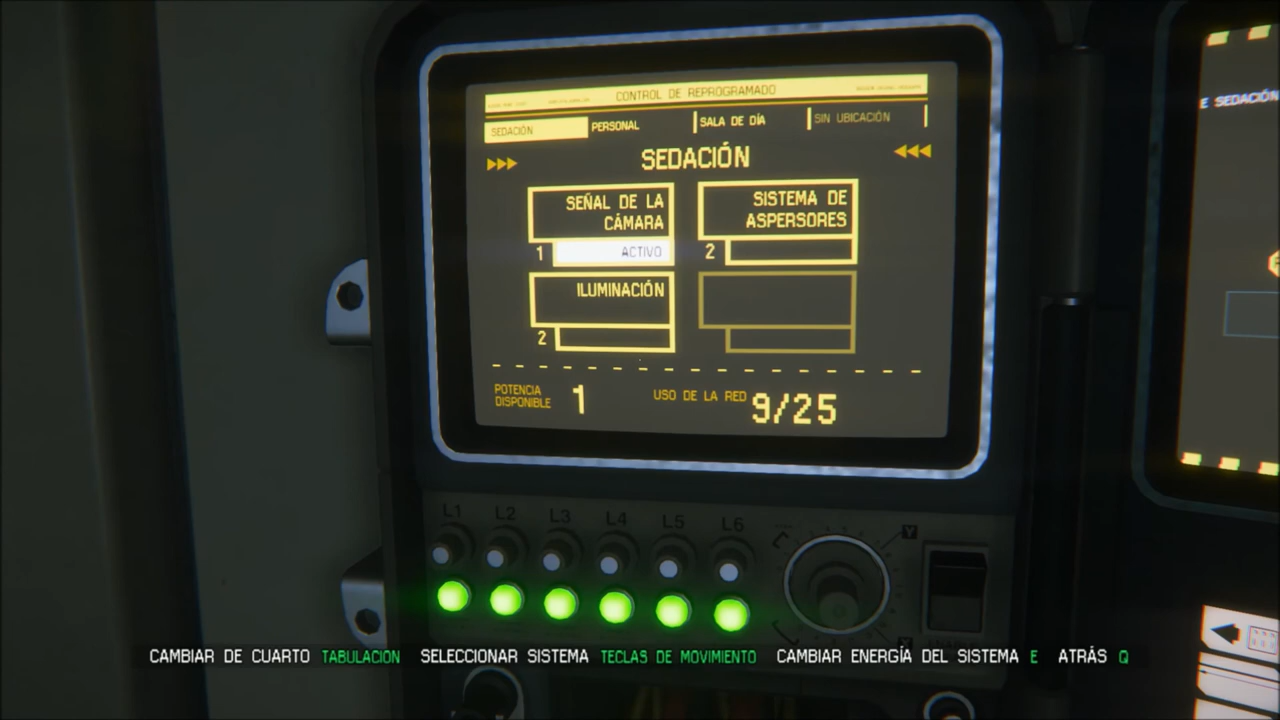 CONTROL DE REPROGRAMADO
SEDACIÓN PERSONAL SALA DE DÍA SIN UBICACIÓN
SEDACIÓN
SEÑAL DE LA
CÁMARA
1 ACTIVO
SISTEMA DE
ASPERSORES
2
ILUMINACIÓN
2
POTENCIA
DISPONIBLE
1
USO DE LA RED 9/25
E SEDACIÓN
L1 L2 L3 L4 L5 L6
Y
X
CAMBIAR DE CUARTO TABULACION SELECCIONAR SISTEMA TECLAS DE MOVIMIENTO CAMBIAR ENERGÍA DEL SISTEMA E ATRÁS Q